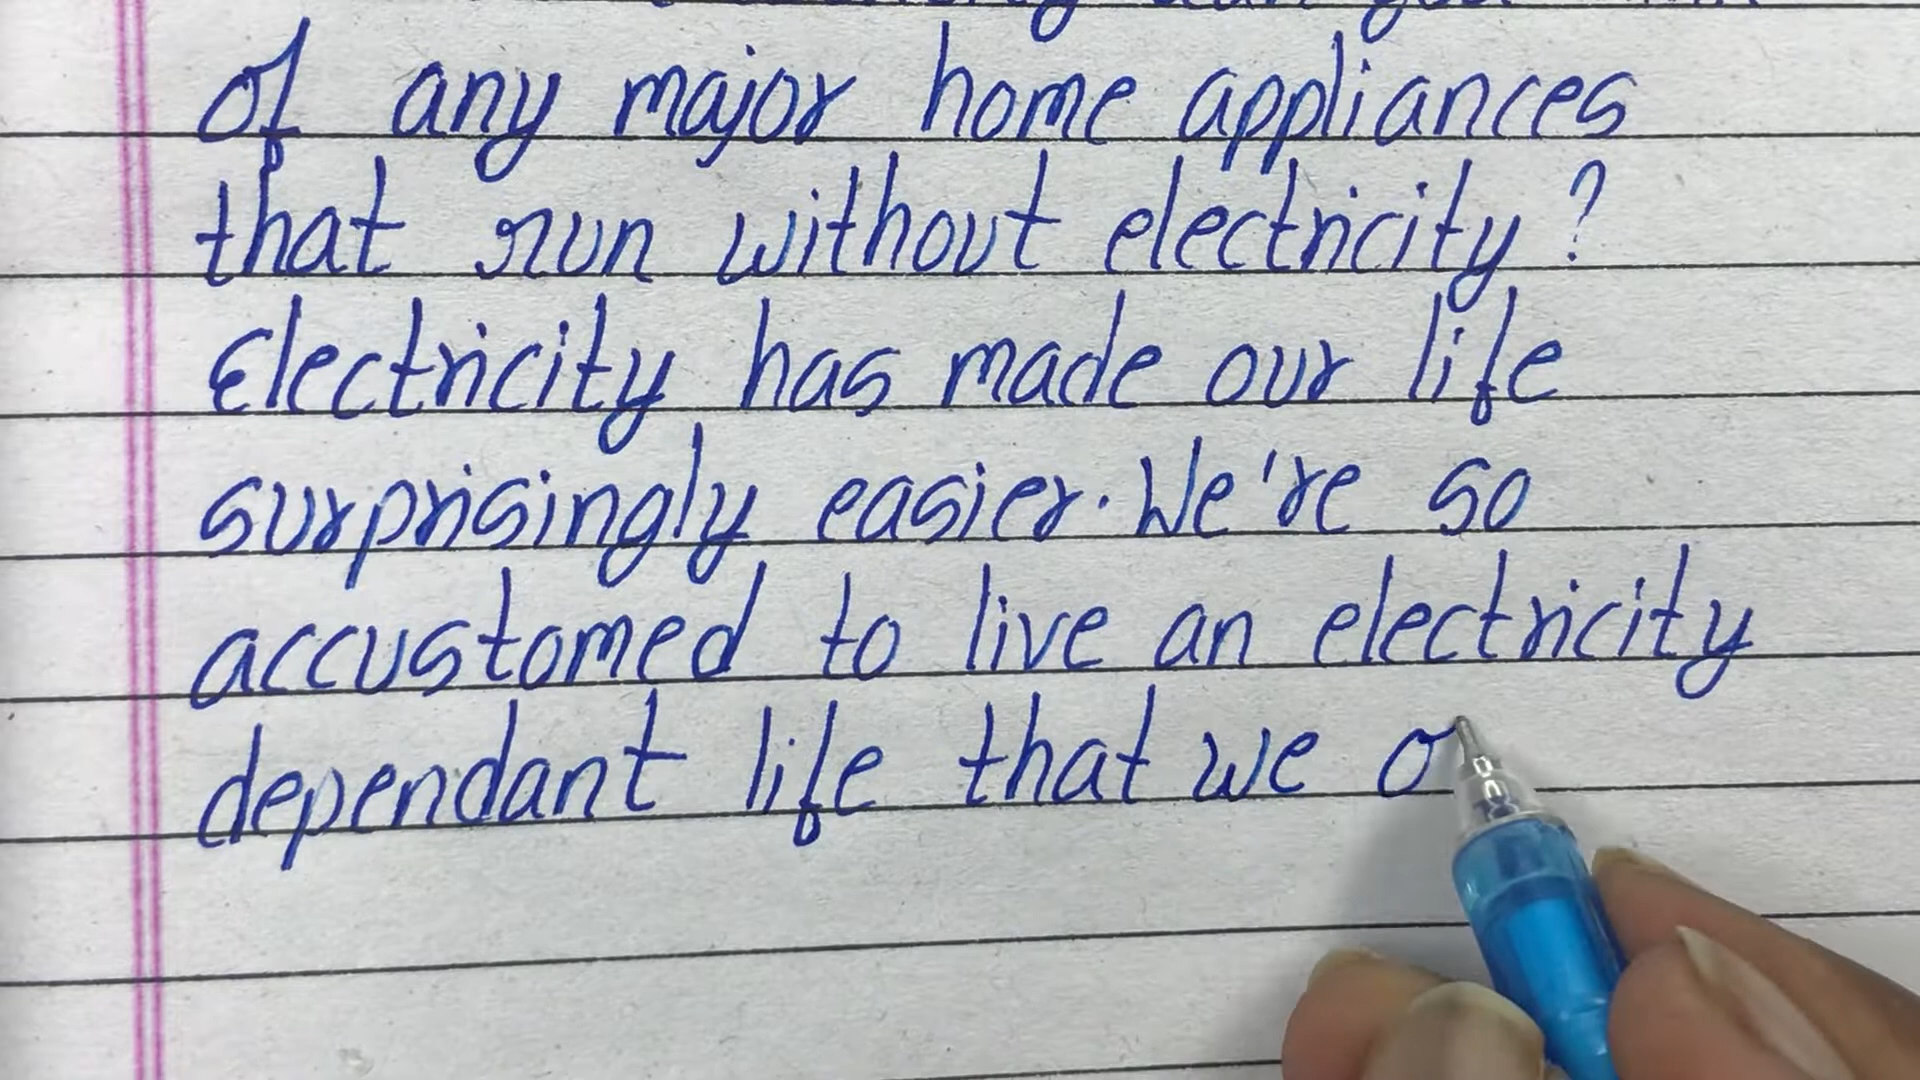 of any major home appliances
that run without electricity?
Electricity has made our life
surprisingly easier. We're so
accustomed to live an electricity
dependant life that we o